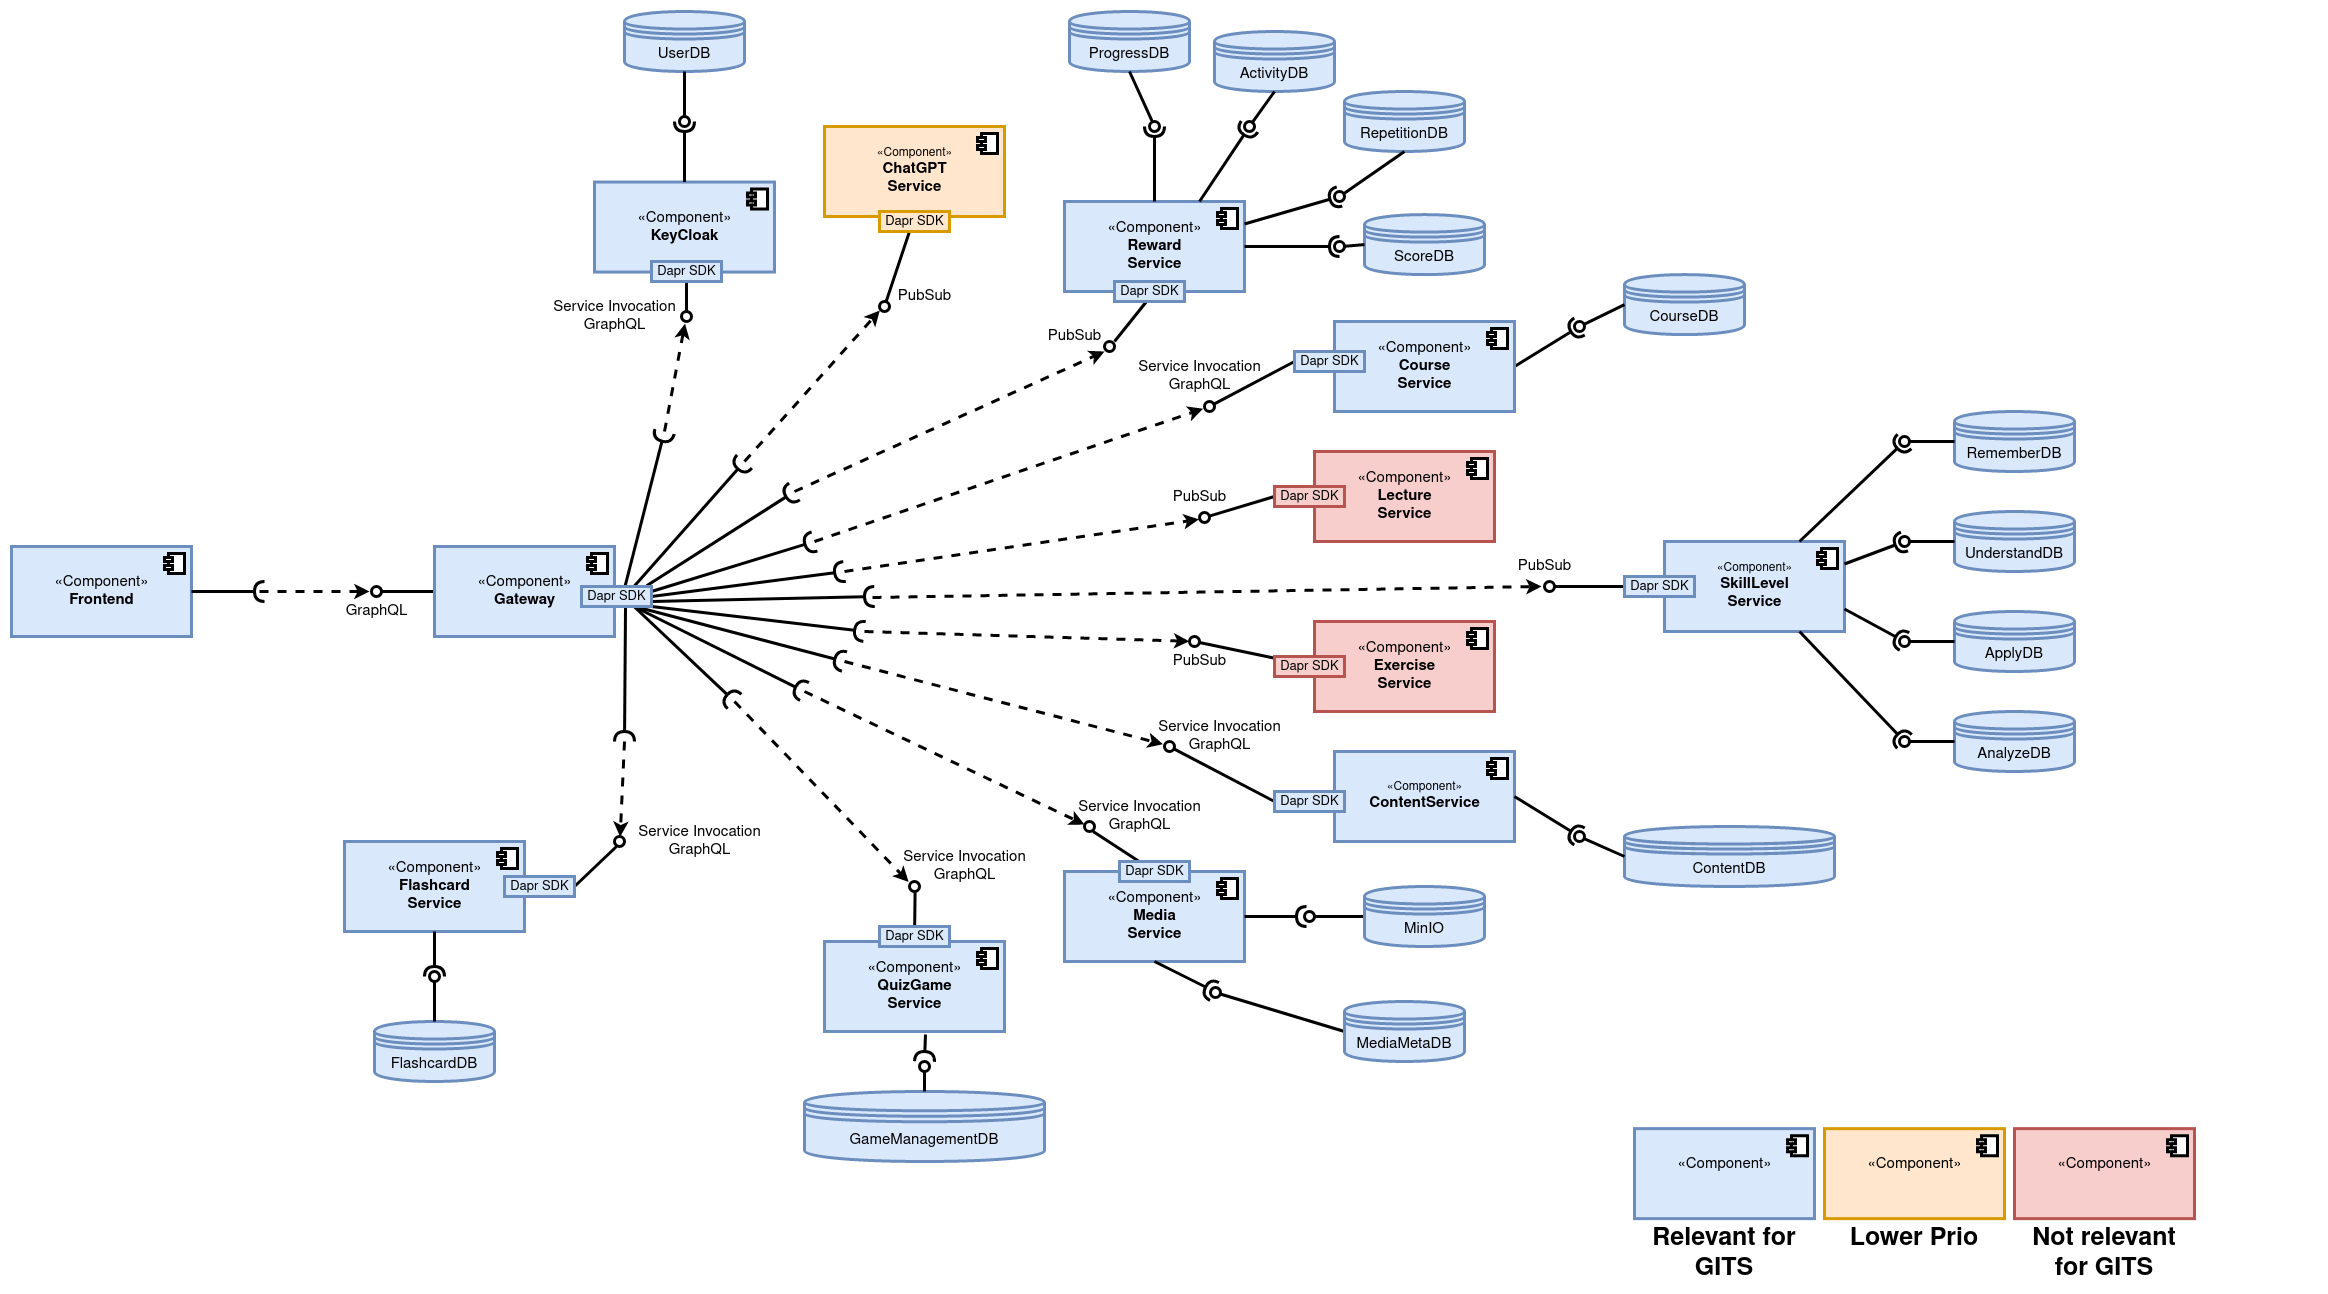 UserDB
ProgressDB
ActivityDB
RepetitionDB
«Component»
ChatGPT
Service
Dapr SDK
«Component»
KeyCloak
Dapr SDK
Service Invocation
GraphQL
PubSub
«Component»
Reward
Service
Dapr SDK
ScoreDB
PubSub
CourseDB
«Component»
Course
Service
Dapr SDK
Service Invocation
GraphQL
«Component»
Lecture
Service
Dapr SDK
PubSub
RememberDB
UnderstandDB
«Component»
Frontend
GraphQL
«Component»
Gateway
Dapr SDK
PubSub
Dapr SDK
«Component»
SkillLevel
Service
ApplyDB
AnalyzeDB
PubSub
Dapr SDK
«Component»
Exercise
Service
Service Invocation
GraphQL
Dapr SDK
«Component»
ContentService
ContentDB
Service Invocation
GraphQL
Dapr SDK
«Component»
Media
Service
MinIO
MediaMetaDB
Service Invocation
GraphQL
«Component»
Flashcard
Service
Dapr SDK
FlashcardDB
Service Invocation
GraphQL
Dapr SDK
«Component»
QuizGame
Service
GameManagementDB
«Component»
Relevant for
GITS
«Component»
Lower Prio
«Component»
Not relevant
for GITS